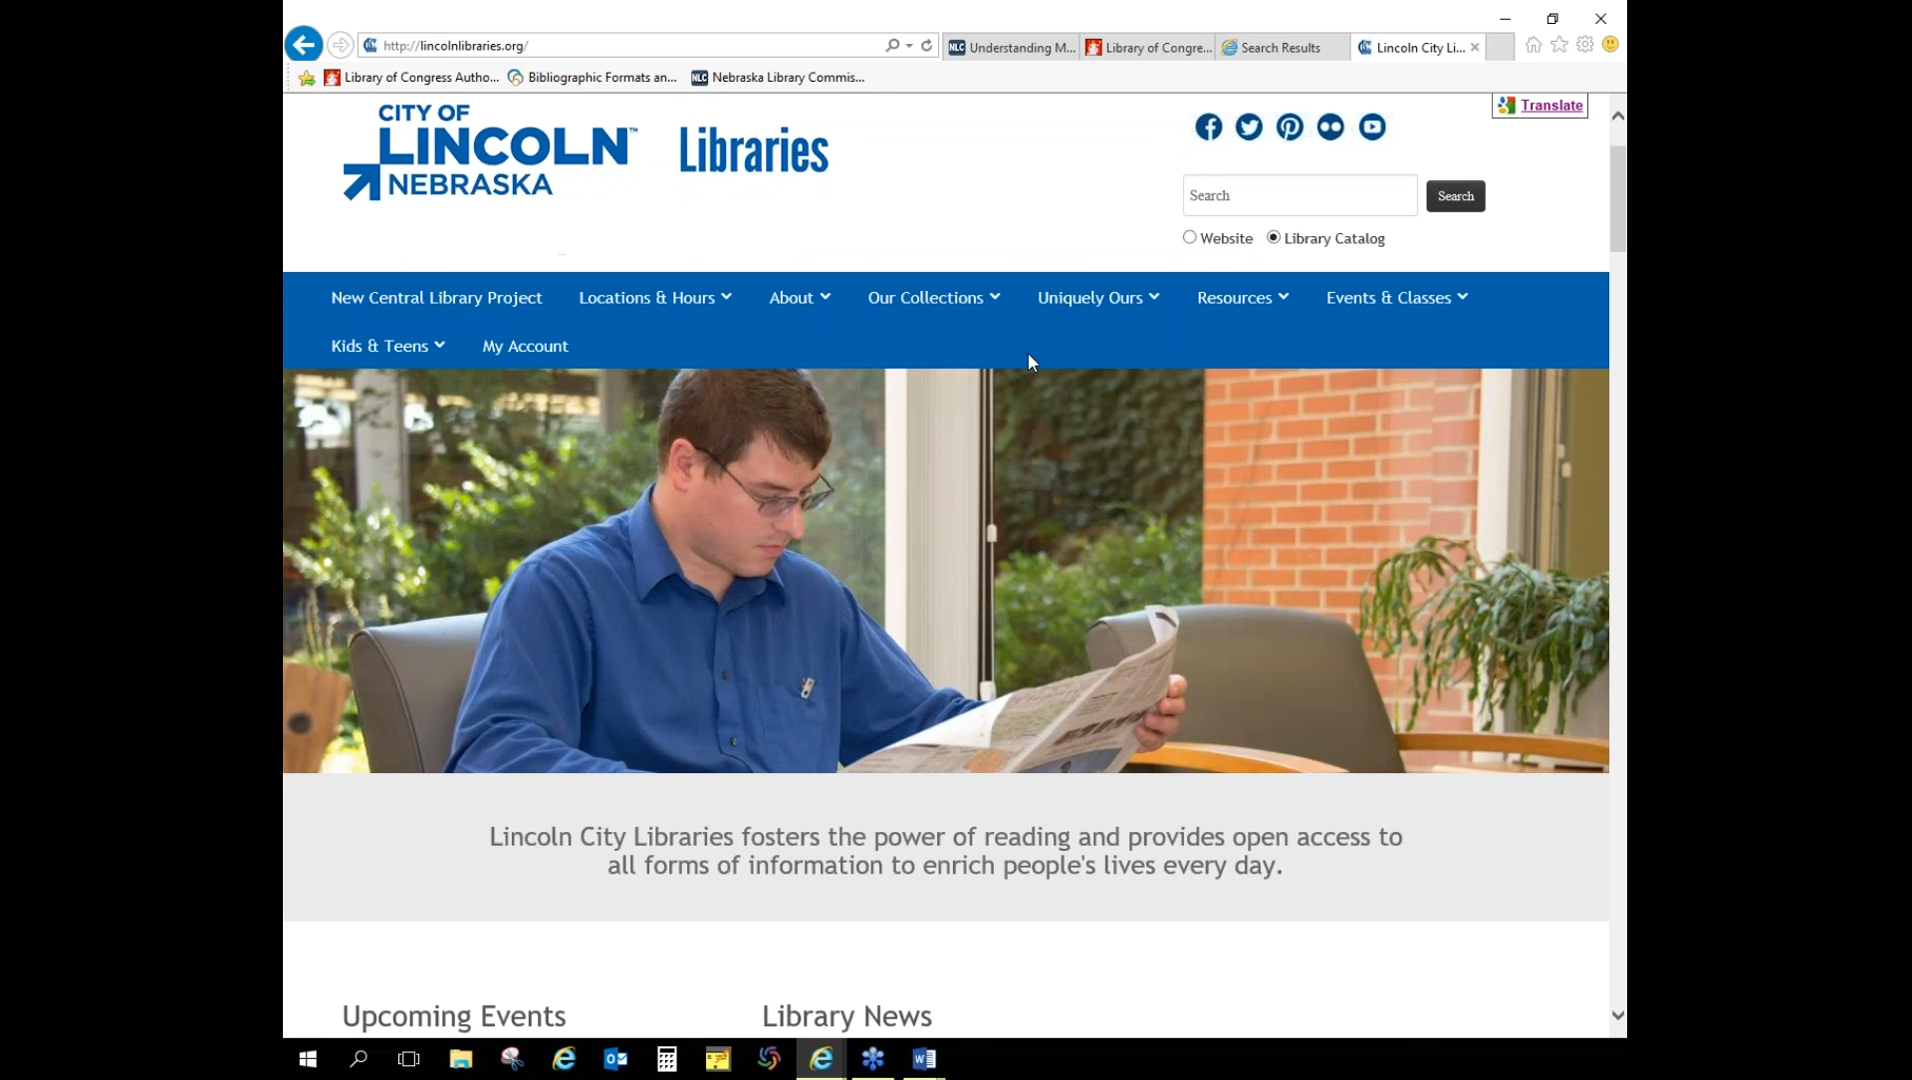 http://lincolnlibraries.org/
Understanding M...
Library of Congre...
Search Results
Lincoln City Li...
Library of Congress Autho...
Bibliographic Formats an...
NLC Nebraska Library Commis...
Translate
CITY OF
LINCOLN™
NEBRASKA
Libraries
Search
Search
Website
Library Catalog
New Central Library Project
Locations & Hours
About
Our Collections
Uniquely Ours
Resources
Events & Classes
Kids & Teens
My Account
Lincoln City Libraries fosters the power of reading and provides open access to
all forms of information to enrich people's lives every day.
Upcoming Events
Library News